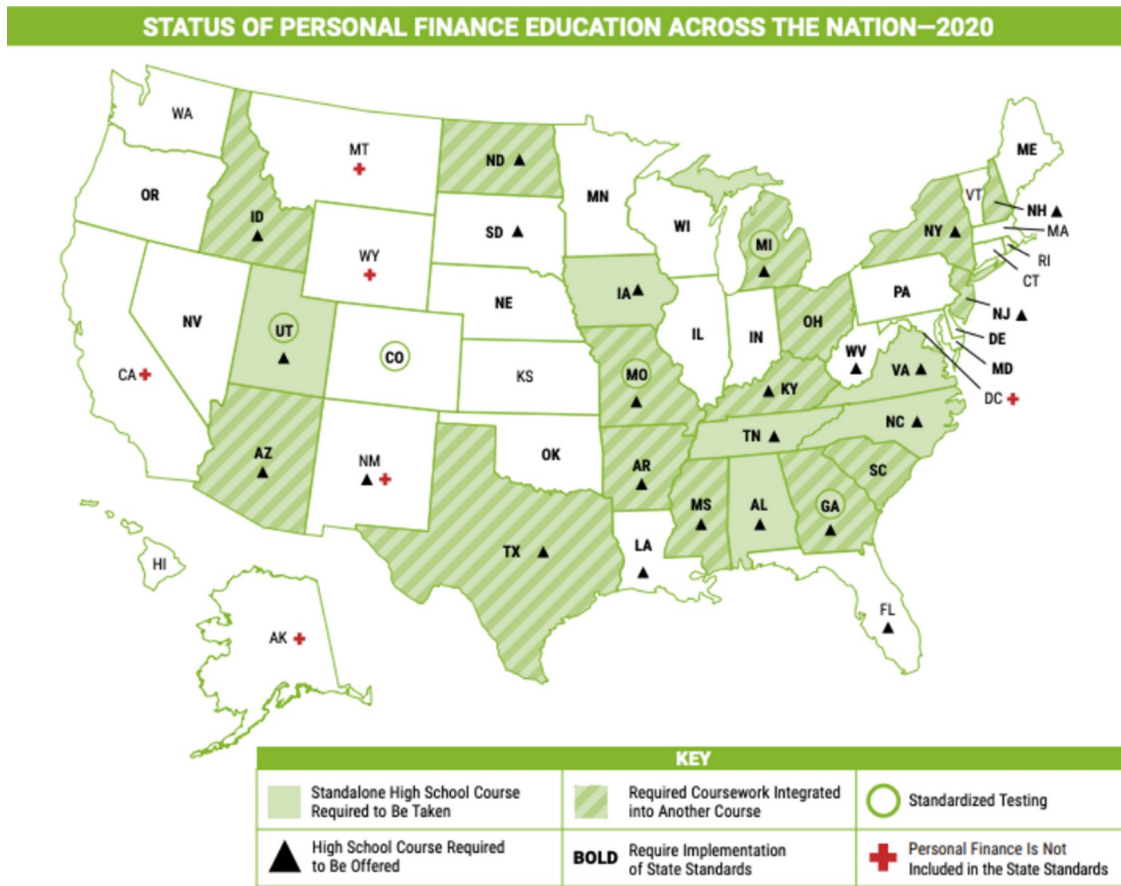 STATUS OF PERSONAL FINANCE EDUCATION ACROSS THE NATION—2020
WA
MT
ND
MN
ME
OR
ID
SD
WI
MI
NY
VT
NH
MA
RI
CT
WY
NE
IA
PA
NJ
NV
UT
CO
IL
IN
OH
DE
MD
WV
VA
DC
CA
KS
MO
KY
NC
TN
AZ
NM
OK
AR
SC
MS
AL
GA
TX
LA
HI
FL
AK
KEY
Standalone High School Course
Required to Be Taken
Required Coursework Integrated
into Another Course
Standardized Testing
High School Course Required
to Be Offered
BOLD Require Implementation
of State Standards
Personal Finance Is Not
Included in the State Standards